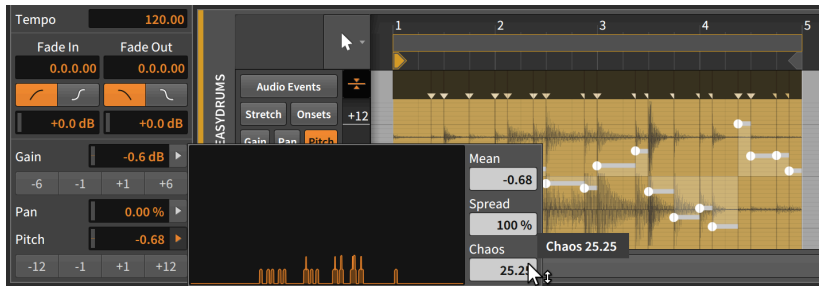 Tempo 120.00
Fade In Fade Out
0.0.0.00 0.0.0.00
+0.0 dB +0.0 dB
Gain -0.6 dB
-6 -1 +1 +6
Pan 0.00 %
Pitch -0.68
-12 -1 +1 +12
EASYDRUMS
Audio Events
Stretch Onsets
Gain Pan Pitch
+12
1 2 3 4 5
Mean
-0.68
Spread
100 %
Chaos
25.25
Chaos 25.25